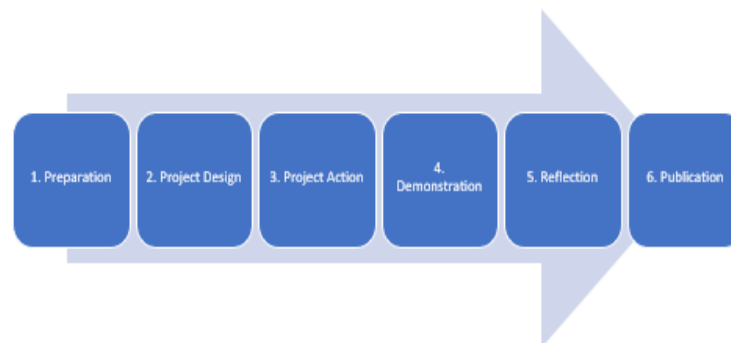 1. Preparation
2. Project Design
3. Project Action
4.
Demonstration
5. Reflection
6. Publication